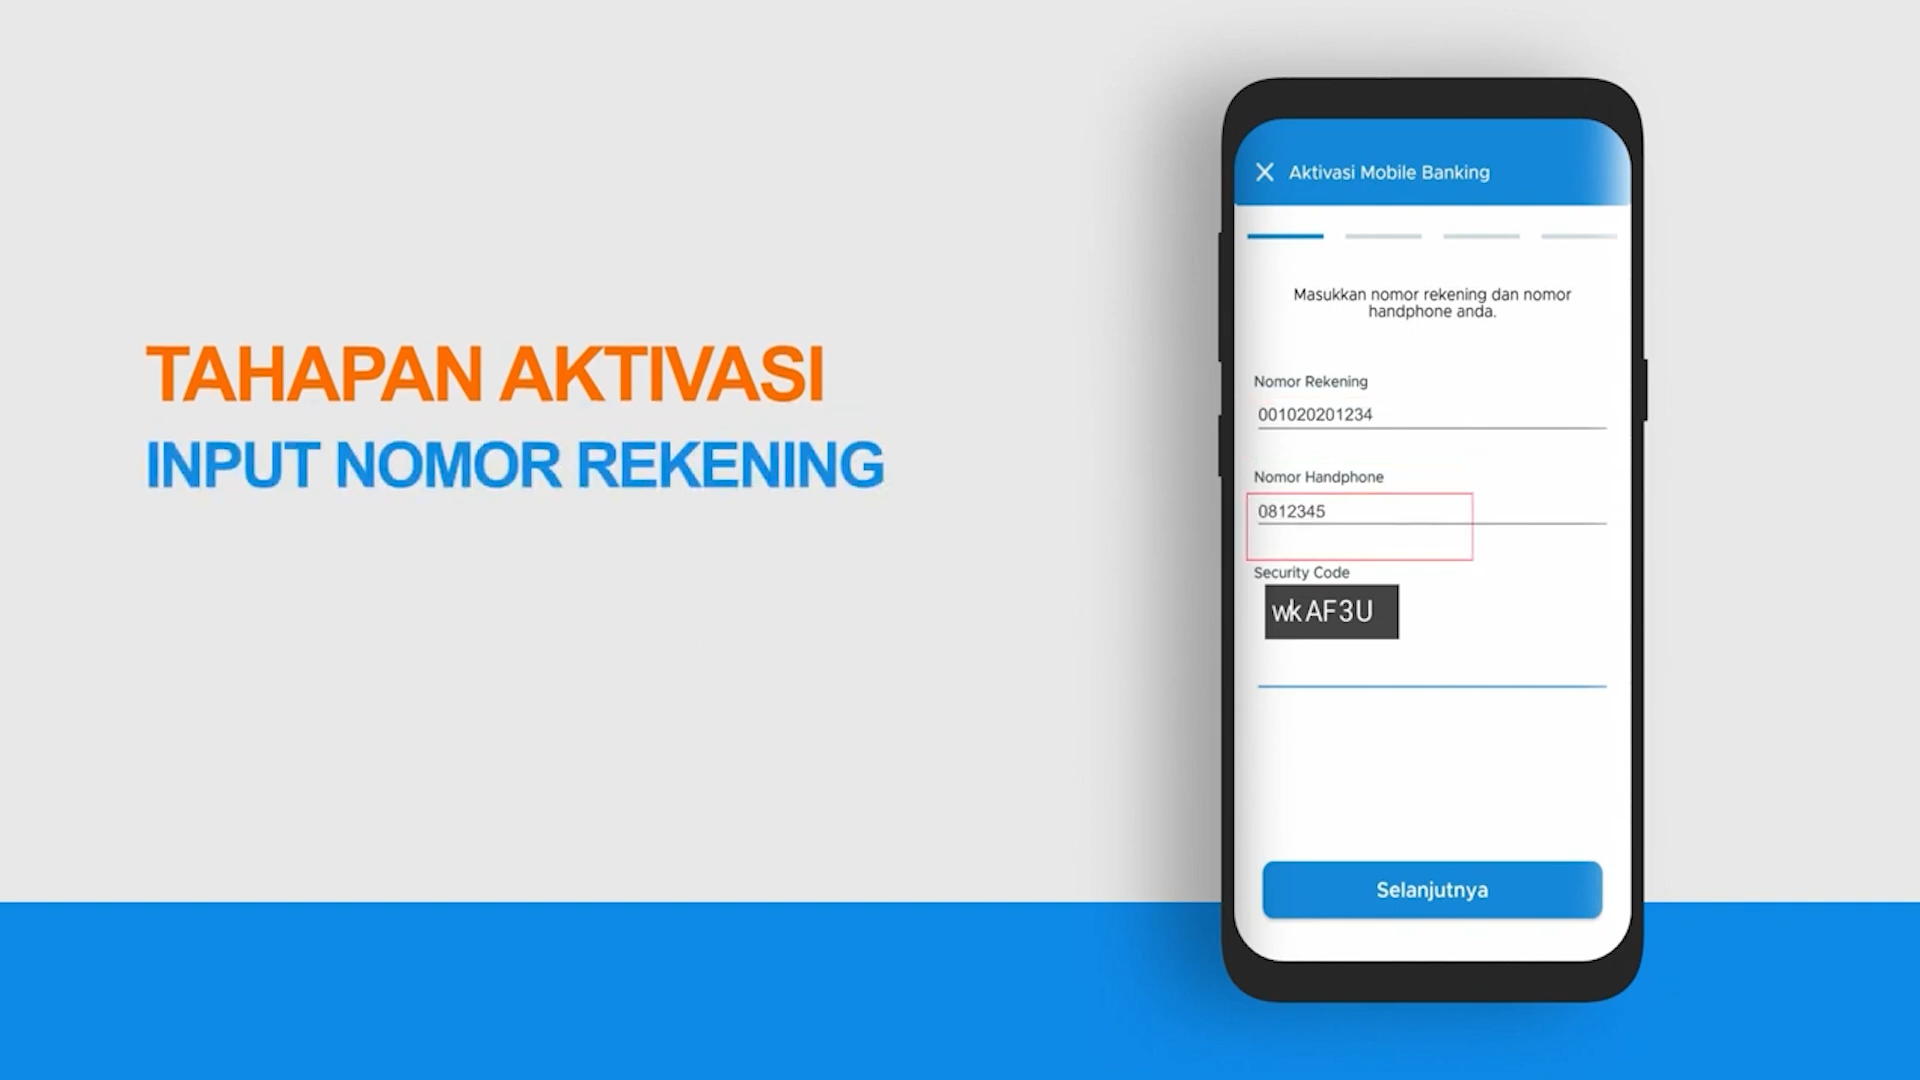 TAHAPAN AKTIVASI
INPUT NOMOR REKENING
Aktivasi Mobile Banking
Masukkan nomor rekening dan nomor
handphone anda.
Nomor Rekening
001020201234
Nomor Handphone
0812345
Security Code
wkAF3U
Selanjutnya